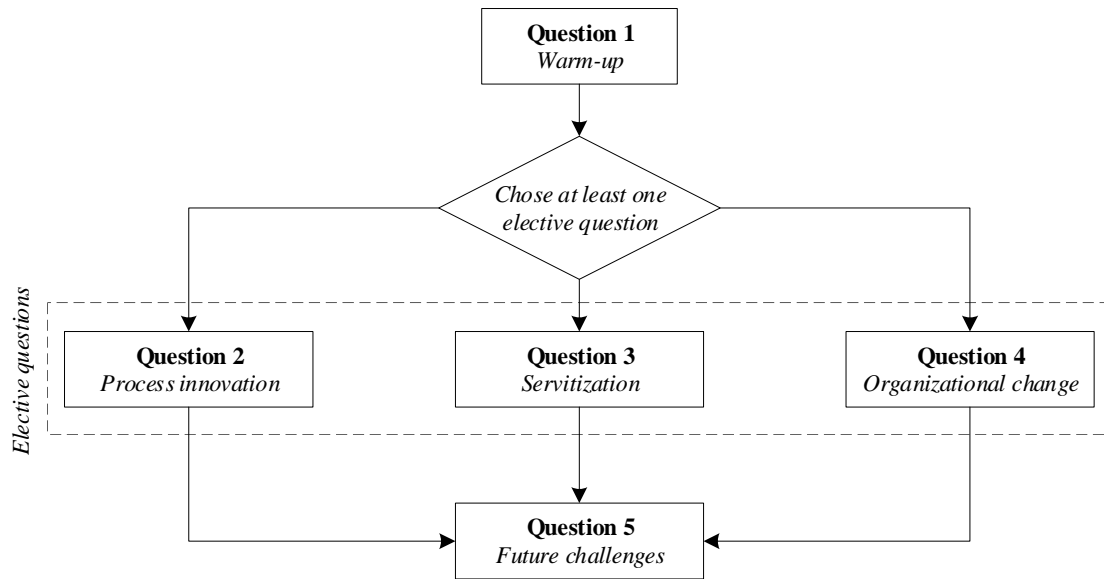 Question 1
Warm-up
Chose at least one
elective question
Elective questions
Question 2
Process innovation
Question 3
Servitization
Question 4
Organizational change
Question 5
Future challenges